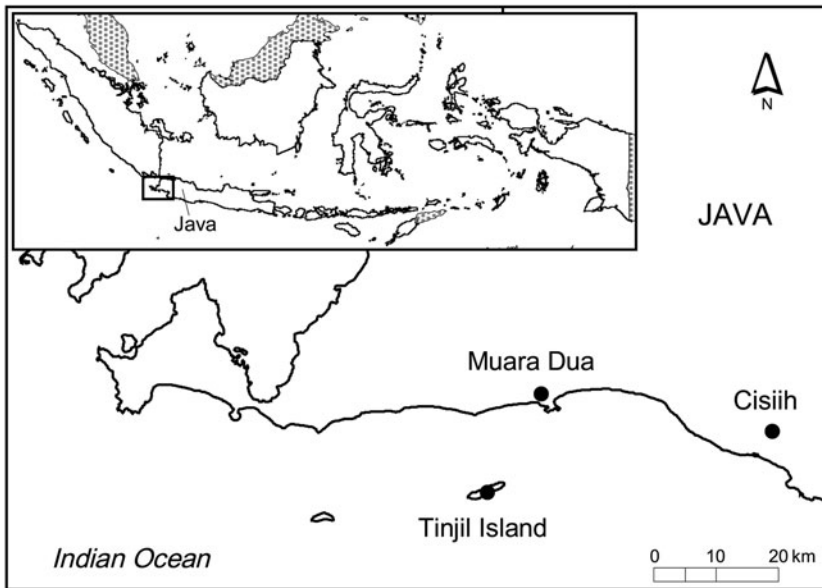 N
JAVA
Java
Muara Dua
Cisiih
Tinjil Island
Indian Ocean
0 10 20 km